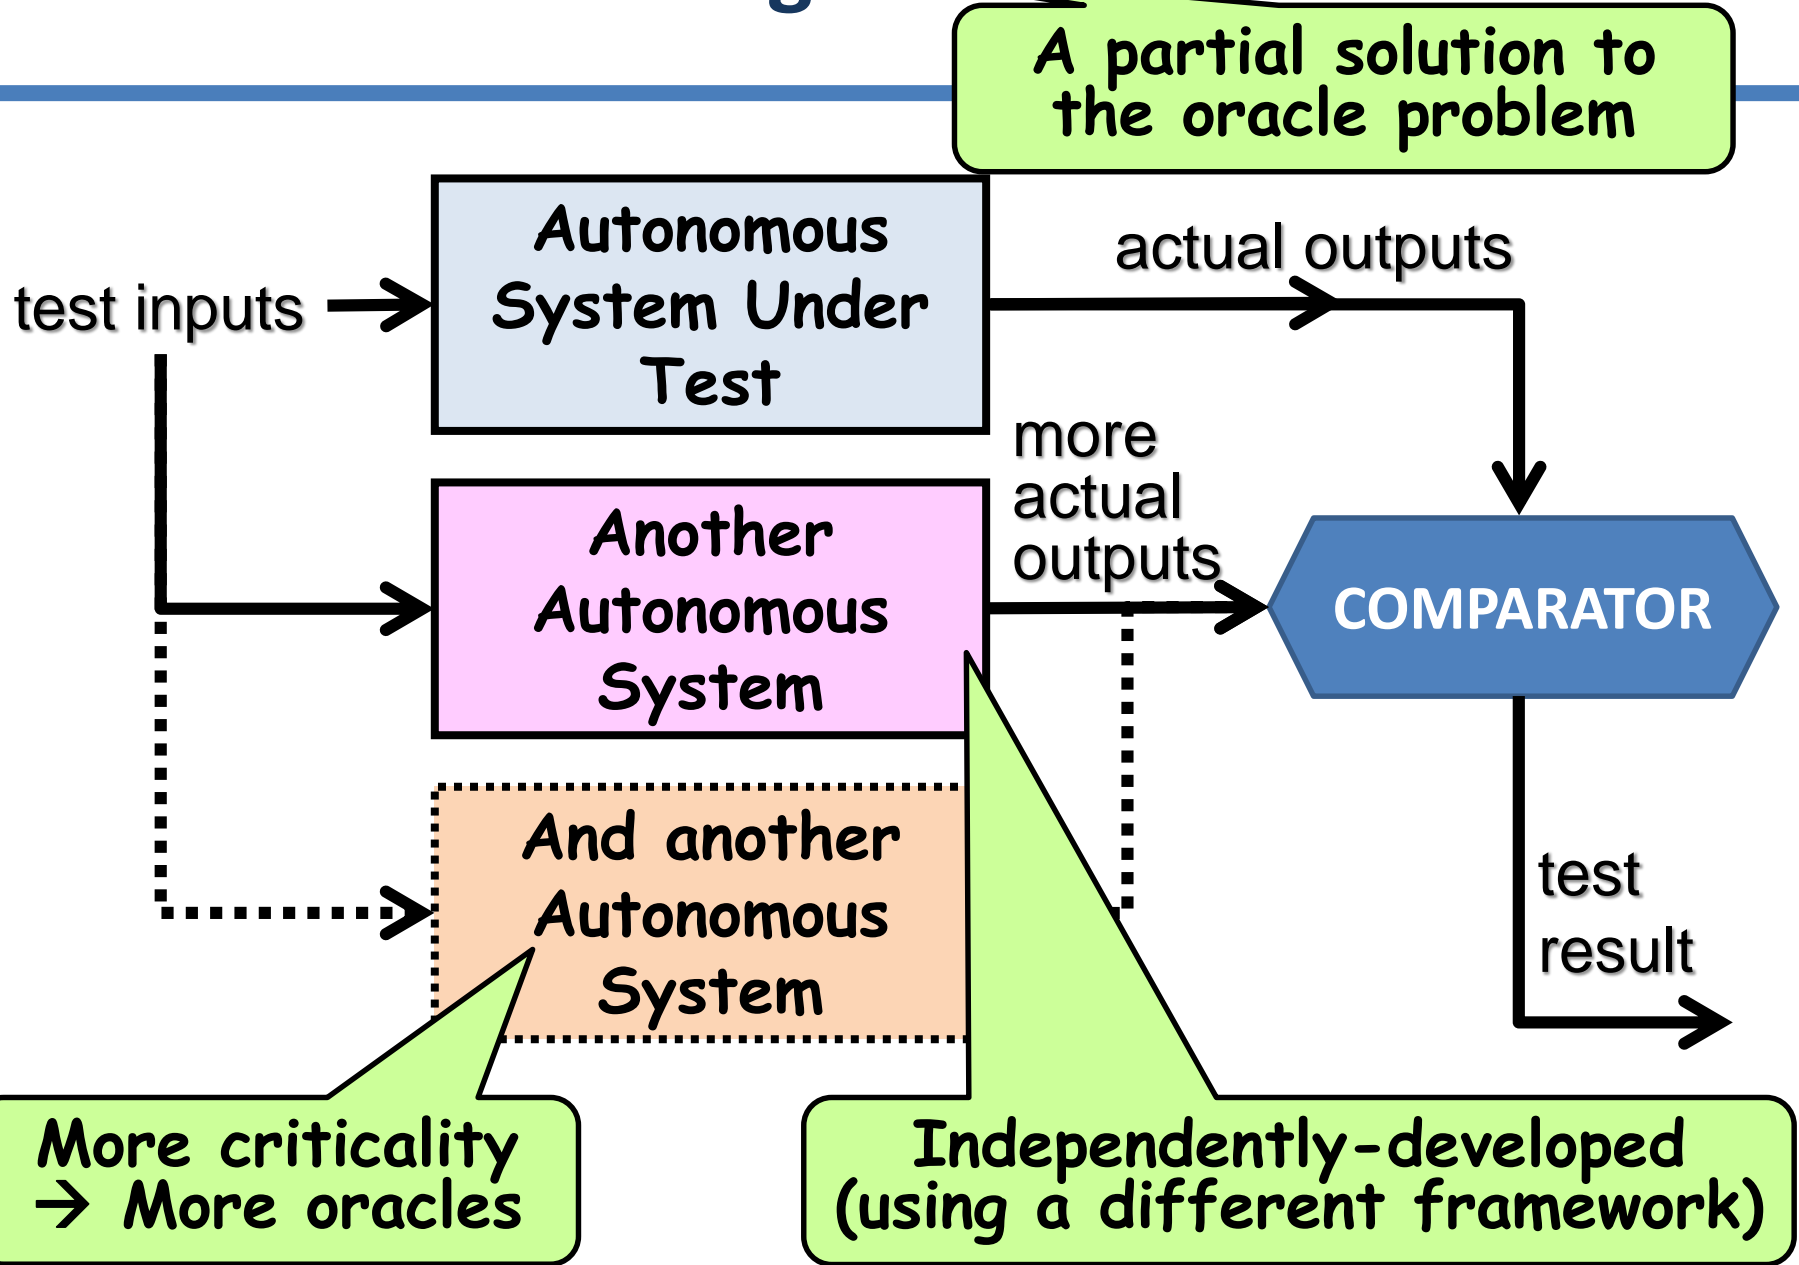 A partial solution to
the oracle problem
Autonomous
System Under
Test
actual outputs
test inputs
more
actual
outputs
Another
Autonomous
System
COMPARATOR
And another
Autonomous
System
test
result
More criticality
→ More oracles
Independently-developed
(using a different framework)